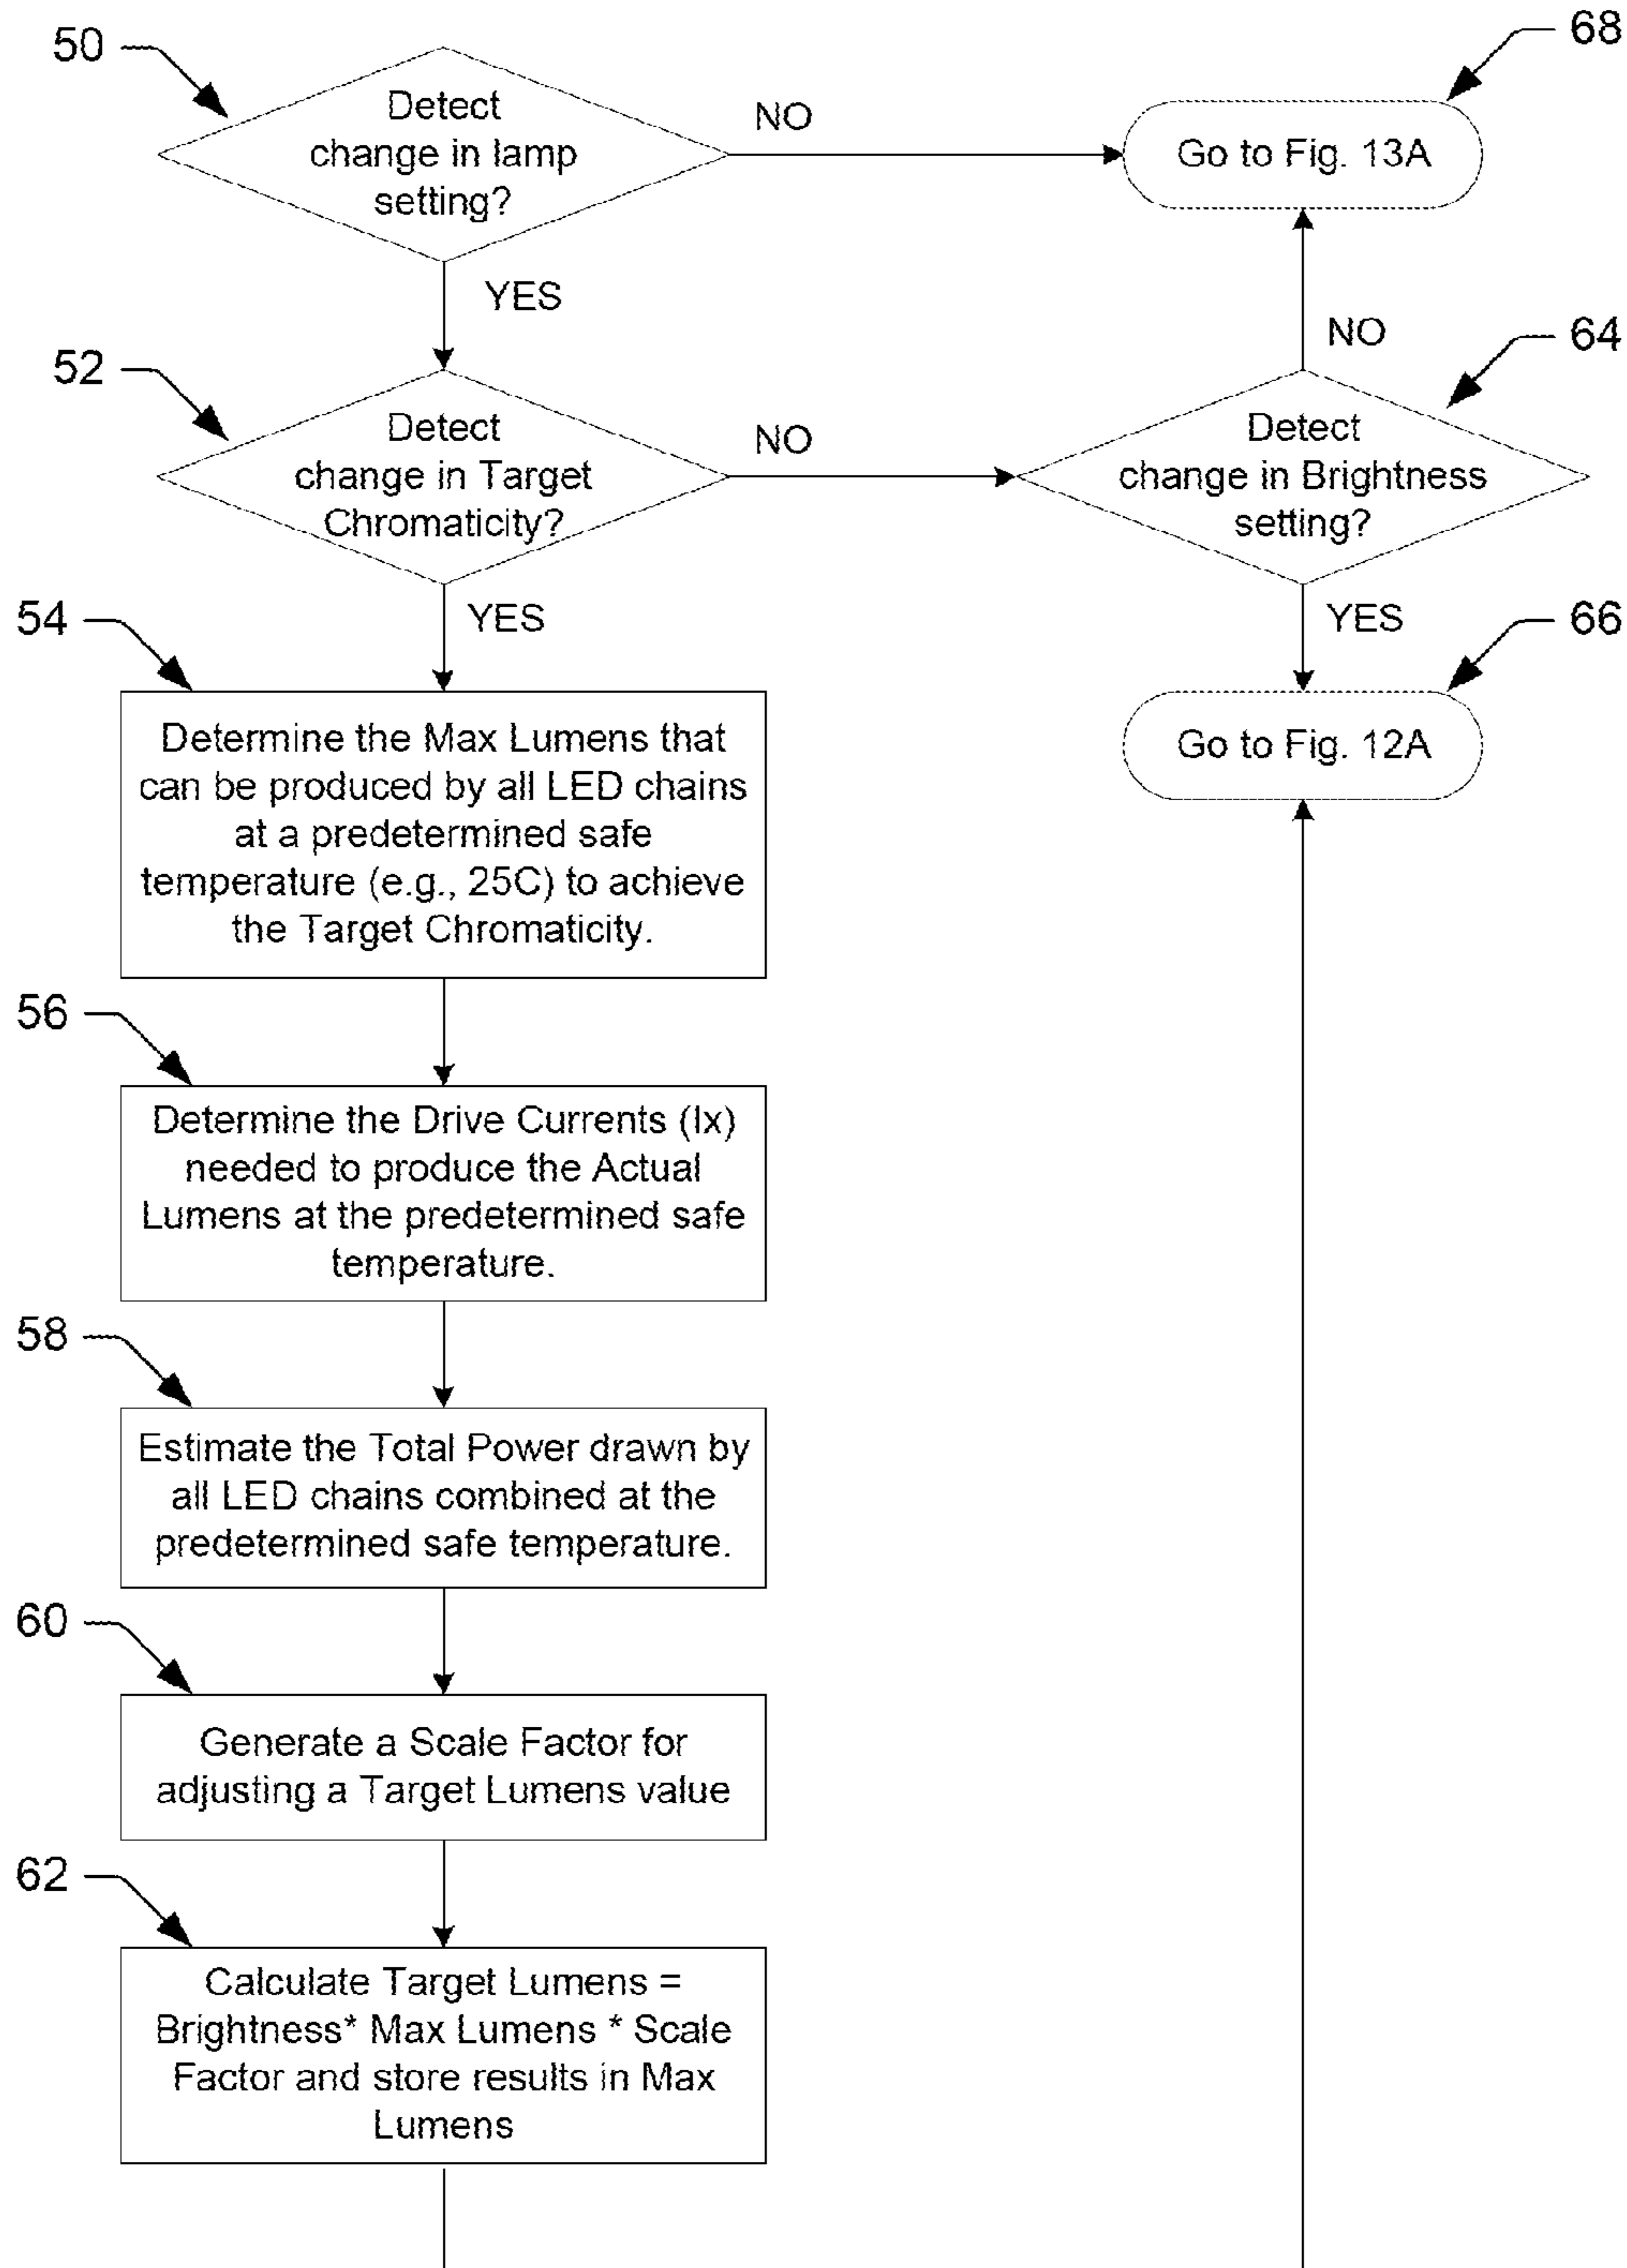 50
Detect
change in lamp
setting?
NO
68
Go to Fig. 13A
YES
52
Detect
change in Target
Chromaticity?
NO
NO
64
Detect
change in Brightness
setting?
YES
YES
54
Determine the Max Lumens that
can be produced by all LED chains
at a predetermined safe
temperature (e.g., 25C) to achieve
the Target Chromaticity.
66
Go to Fig. 12A
56
Determine the Drive Currents (Ix)
needed to produce the Actual
Lumens at the predetermined safe
temperature.
58
Estimate the Total Power drawn by
all LED chains combined at the
predetermined safe temperature.
60
Generate a Scale Factor for
adjusting a Target Lumens value
62
Calculate Target Lumens =
Brightness* Max Lumens * Scale
Factor and store results in Max
Lumens